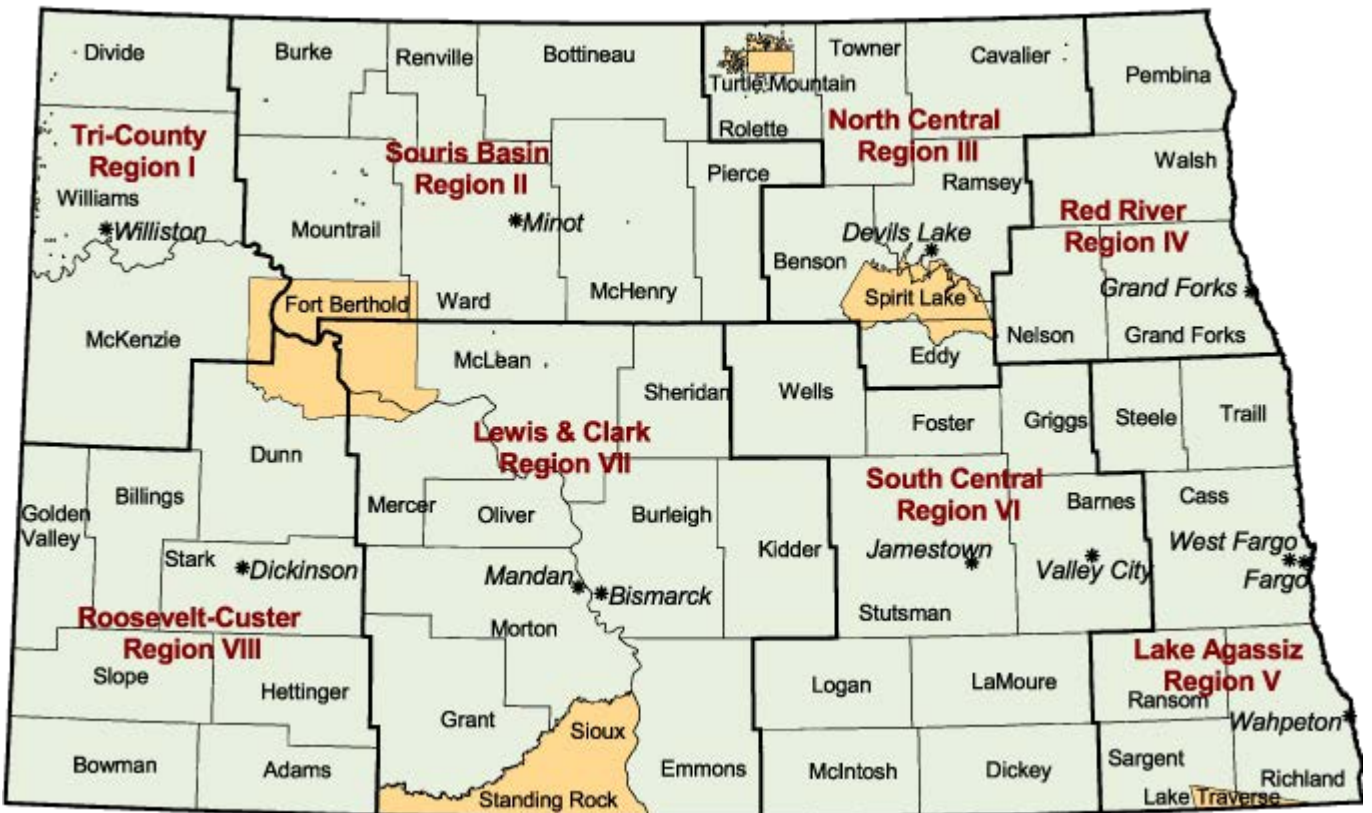 Divide
Burke
Renville
Bottineau
Towner
Cavalier
Pembina
Turtle Mountain
Rolette
Tri-County
Region I
Souris Basin
Region II
North Central
Region III
Pierce
Walsh
Ramsey
Williams
Williston
Mountrail
Minot
Red River
Region IV
Devils Lake
Benson
Fort Berthold
Ward
McHenry
Spirit Lake
Grand Forks
McKenzie
Nelson
Grand Forks
McLean
Eddy
Sheridan
Wells
Foster
Griggs
Steele
Traill
Lewis & Clark
Region VII
Dunn
South Central
Region VI
Golden
Valley
Billings
Mercer
Oliver
Burleigh
Barnes
Cass
Stark
Dickinson
Kidder
Jamestown
Valley City
West Fargo
Fargo
Mandan
Bismarck
Stutsman
Roosevelt-Custer
Region VIII
Morton
Lake Agassiz
Region V
Slope
Hettinger
Logan
LaMoure
Ransom
Grant
Sioux
Wahpeton
Bowman
Adams
Emmons
McIntosh
Dickey
Sargent
Richland
Standing Rock
Lake Traverse